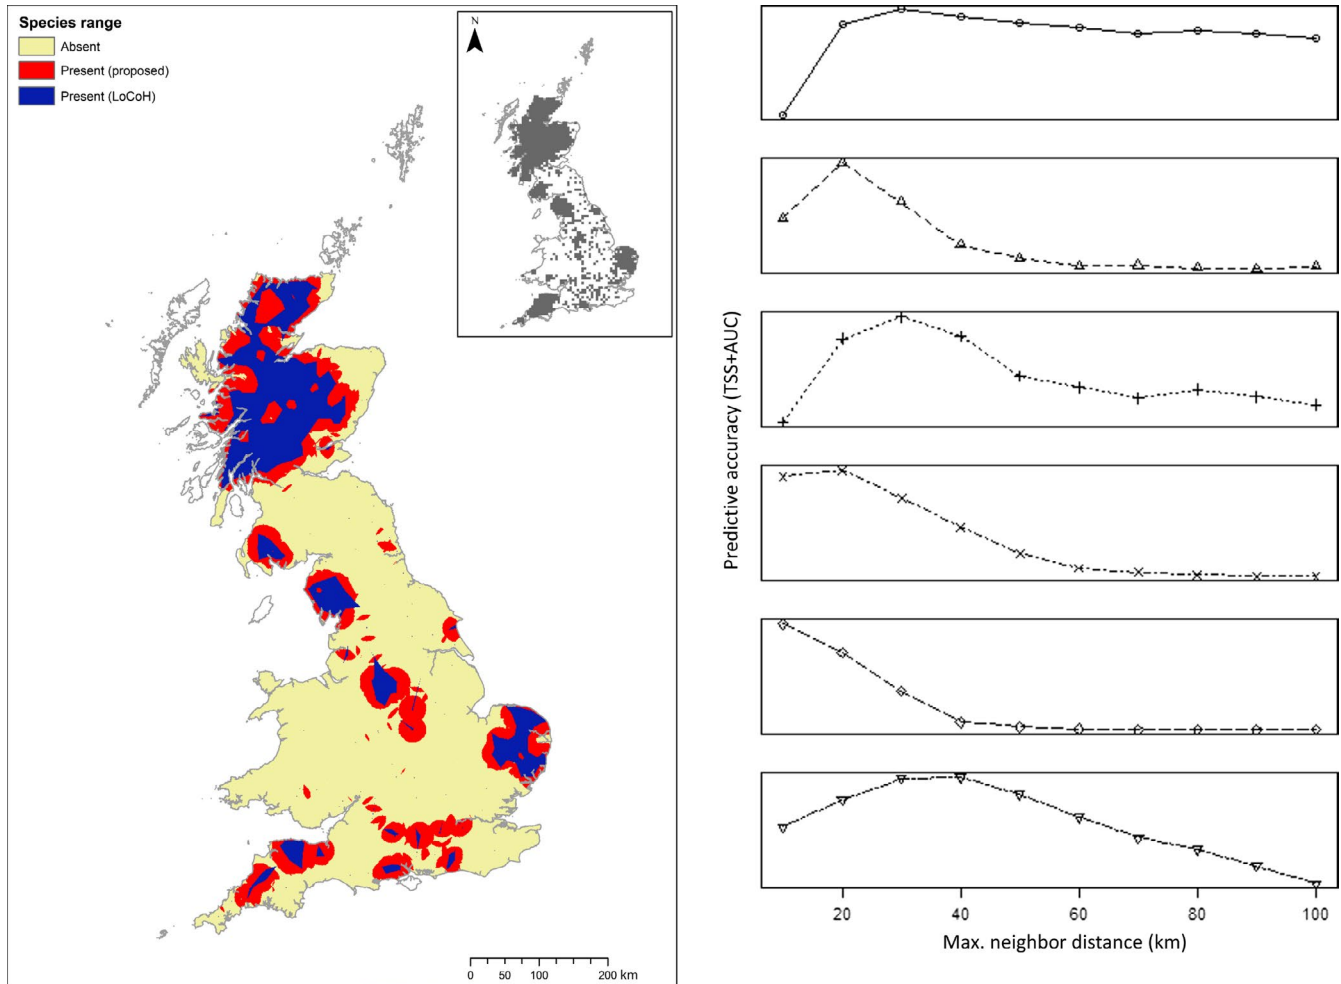 Species range
Absent
Present (proposed)
Present (LoCoH)
N
0 50 100 200 km
Predictive accuracy (TSS+AUC)
20 40 60 80 100
Max. neighbor distance (km)